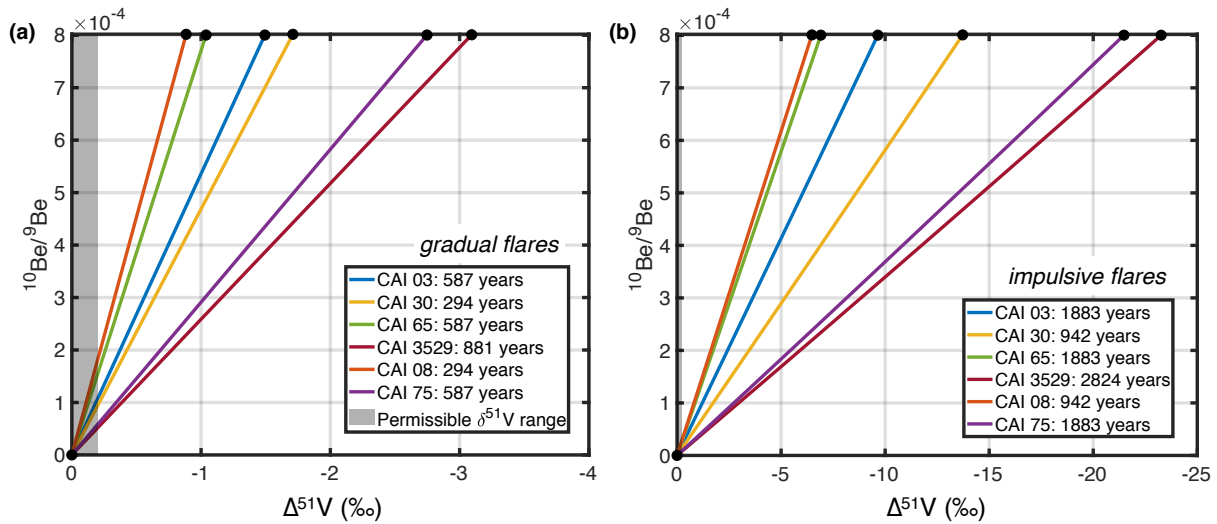 (a)
×10⁻⁴
8
7
6
5
4
3
2
1
0
¹⁰Be/⁹Be
gradual flares
CAI 03: 587 years
CAI 30: 294 years
CAI 65: 587 years
CAI 3529: 881 years
CAI 08: 294 years
CAI 75: 587 years
Permissible δ⁵¹V range
0 -1 -2 -3 -4
Δ⁵¹V (‰)
(b)
×10⁻⁴
8
7
6
5
4
3
2
1
0
¹⁰Be/⁹Be
impulsive flares
CAI 03: 1883 years
CAI 30: 942 years
CAI 65: 1883 years
CAI 3529: 2824 years
CAI 08: 942 years
CAI 75: 1883 years
0 -5 -10 -15 -20 -25
Δ⁵¹V (‰)